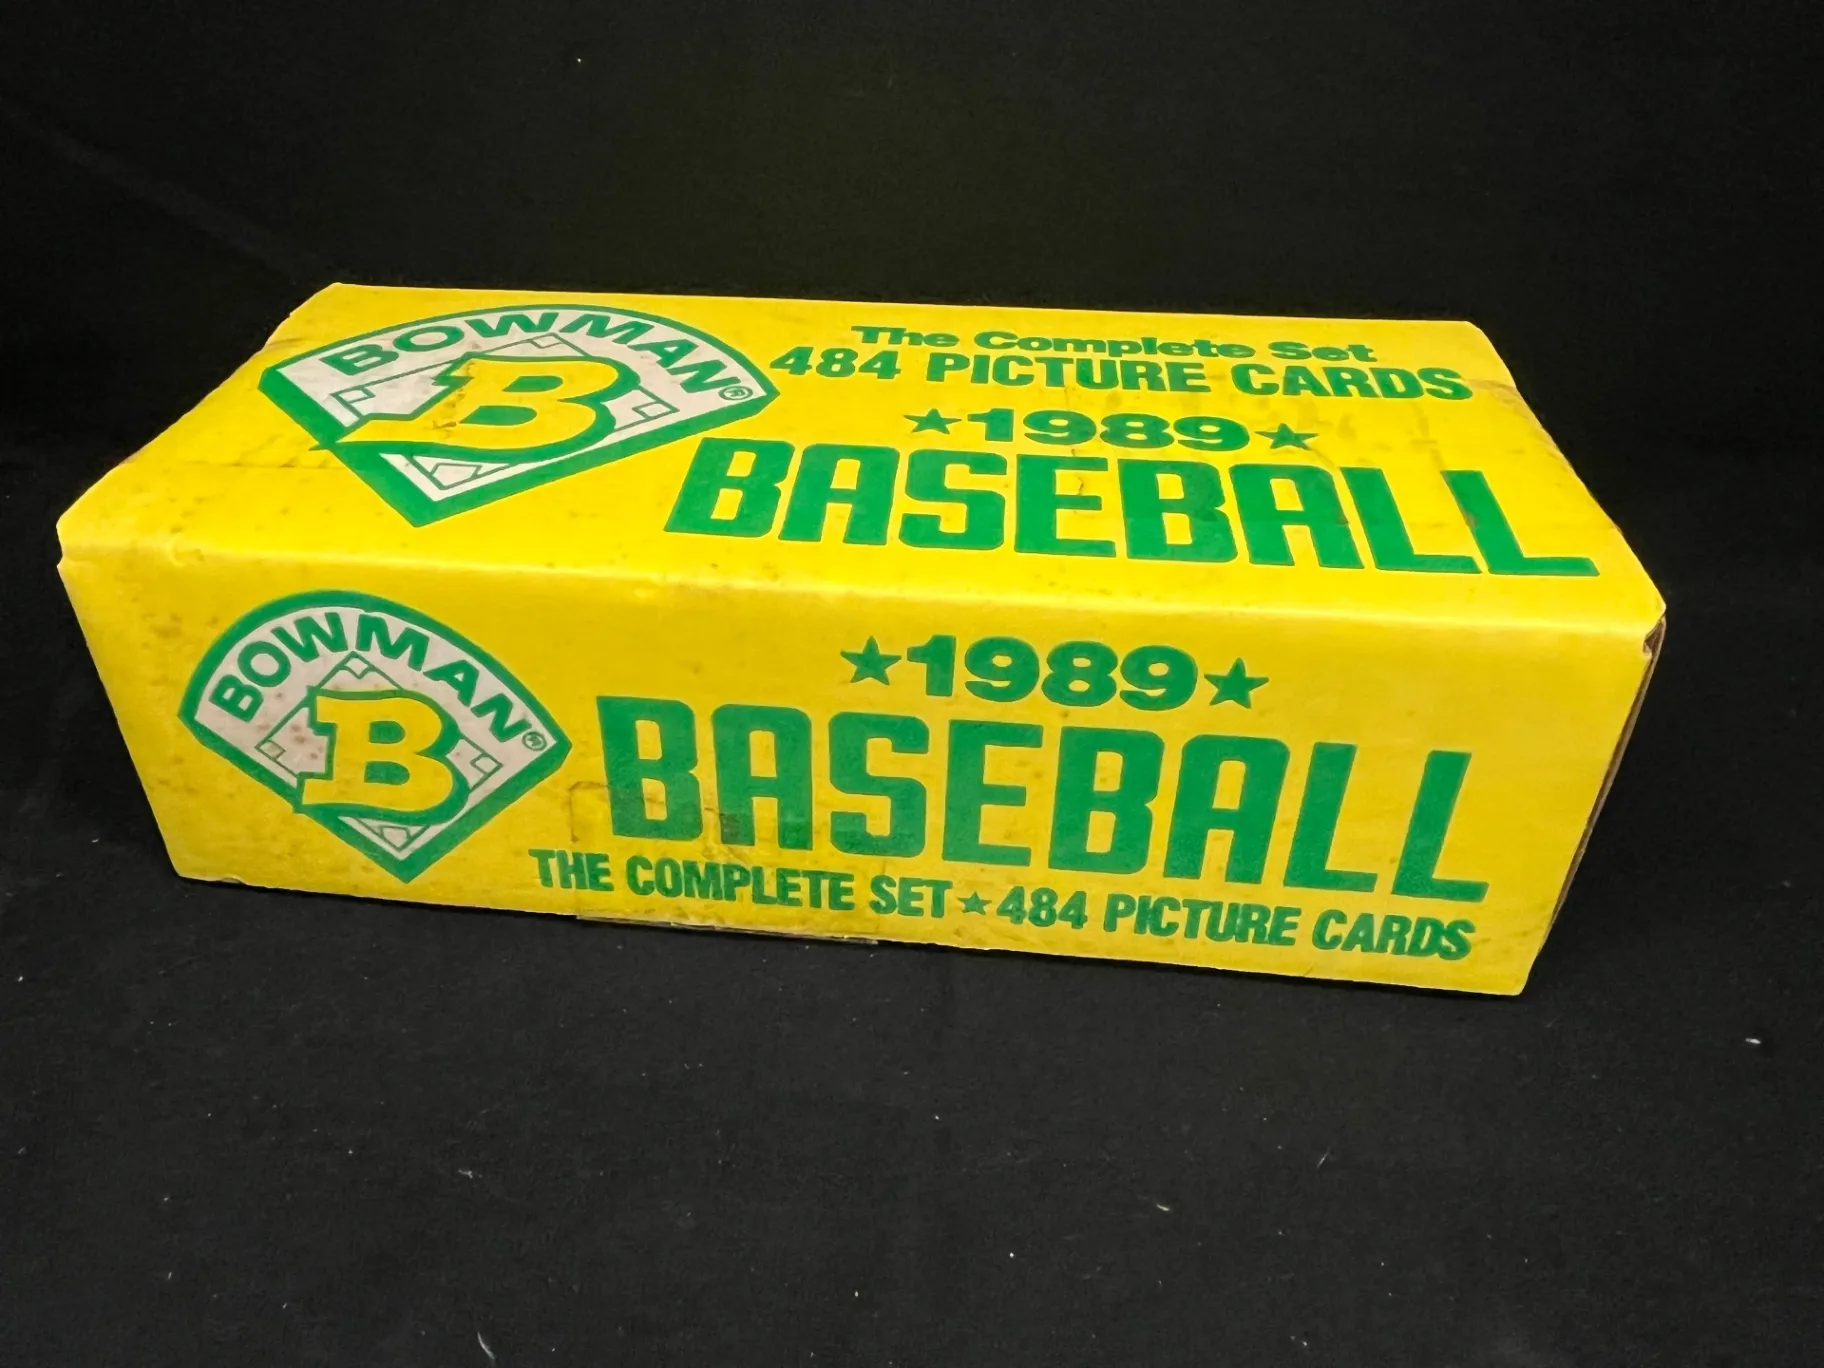 BOWMAN®
B
The Complete Set
484 PICTURE CARDS
★1989★
BASEBALL
BOWMAN®
B
★1989★
BASEBALL
THE COMPLETE SET★484 PICTURE CARDS